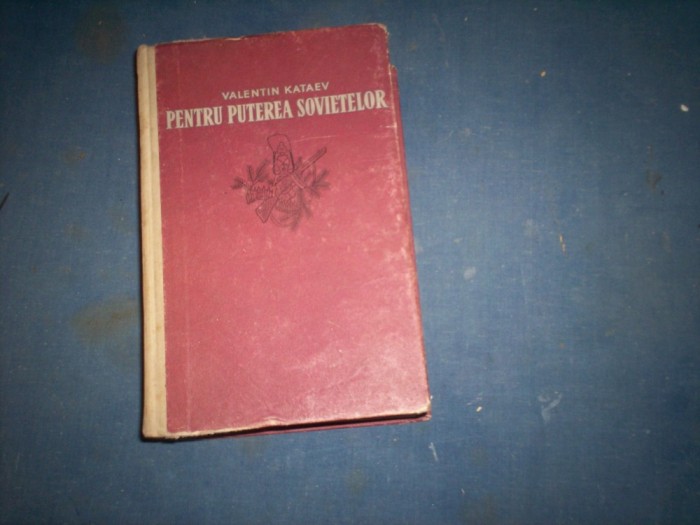 VALENTIN KATAEV
PENTRU PUTEREA SOVIETELOR